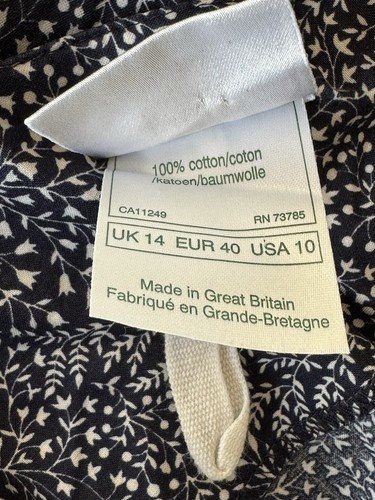 100% cotton/coton
/katoen/baumwolle
CA11249 RN 73785
UK 14 EUR 40 USA 10
Made in Great Britain
Fabriqué en Grande-Bretagne